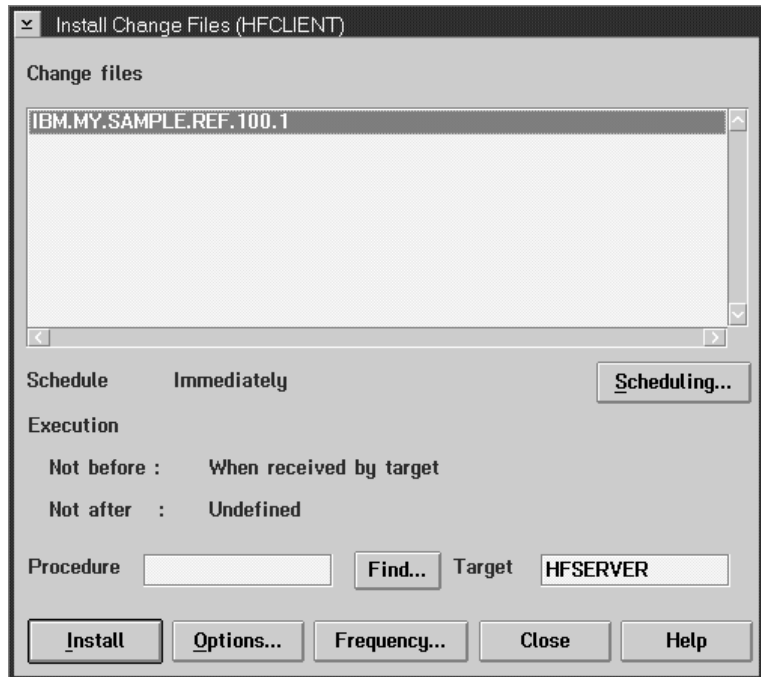 Install Change Files (HFCLIENT)
Change files
IBM.MY.SAMPLE.REF.100.1
Schedule Immediately Scheduling...
Execution
Not before : When received by target
Not after : Undefined
Procedure Find... Target HFSERVER
Install Options... Frequency... Close Help